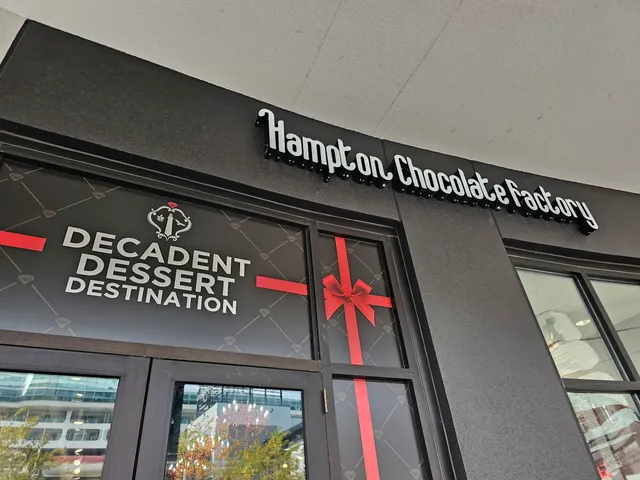 Hampton Chocolate Factory
DECADENT
DESSERT
DESTINATION